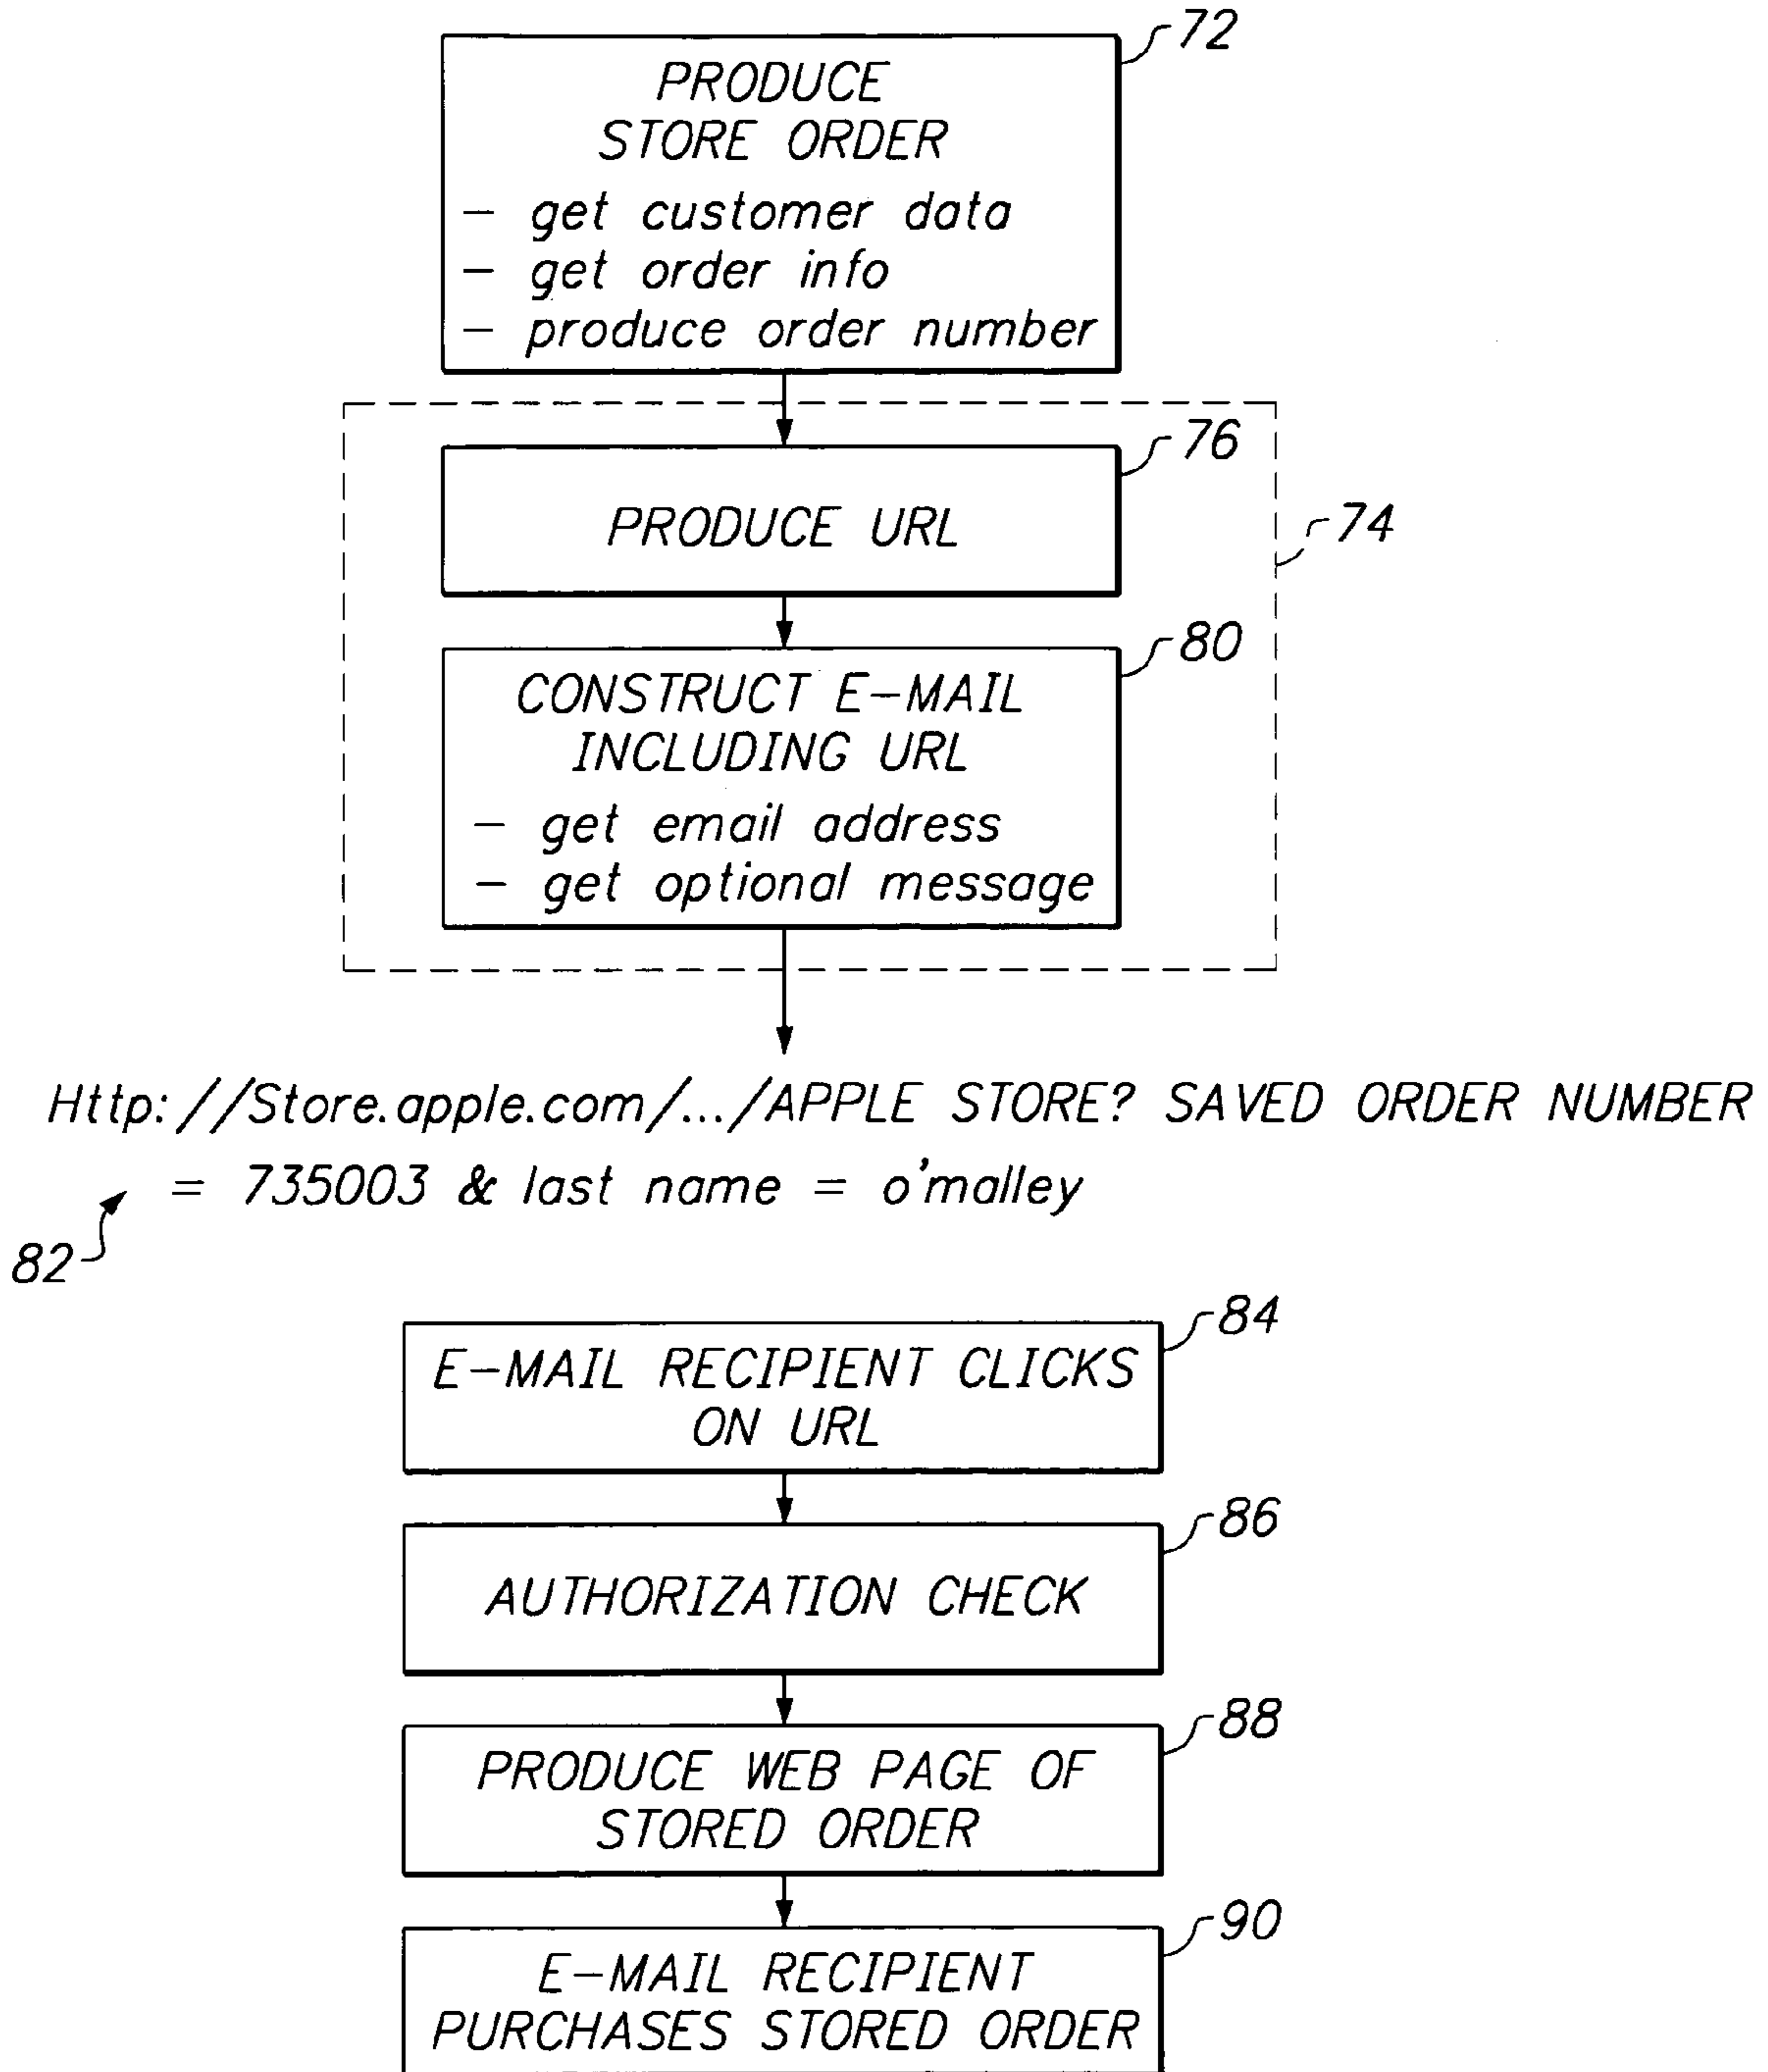 72
PRODUCE
STORE ORDER
– get customer data
– get order info
– produce order number
76
PRODUCE URL
74
80
CONSTRUCT E–MAIL
INCLUDING URL
– get email address
– get optional message
Http://Store.apple.com/.../APPLE STORE? SAVED ORDER NUMBER
= 735003 & last name = o'malley
82
84
E–MAIL RECIPIENT CLICKS
ON URL
86
AUTHORIZATION CHECK
88
PRODUCE WEB PAGE OF
STORED ORDER
90
E–MAIL RECIPIENT
PURCHASES STORED ORDER